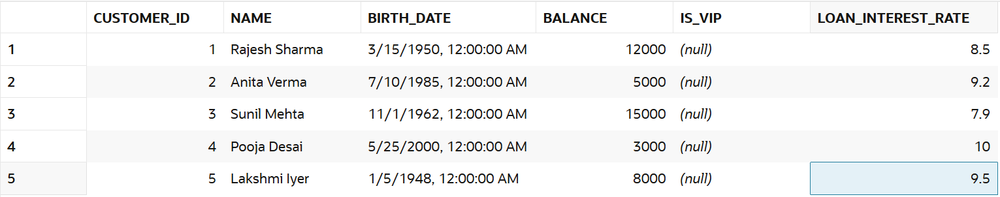 CUSTOMER_ID NAME BIRTH_DATE BALANCE IS_VIP LOAN_INTEREST_RATE
1 1 Rajesh Sharma 3/15/1950, 12:00:00 AM 12000 (null) 8.5
2 2 Anita Verma 7/10/1985, 12:00:00 AM 5000 (null) 9.2
3 3 Sunil Mehta 11/1/1962, 12:00:00 AM 15000 (null) 7.9
4 4 Pooja Desai 5/25/2000, 12:00:00 AM 3000 (null) 10
5 5 Lakshmi Iyer 1/5/1948, 12:00:00 AM 8000 (null) 9.5